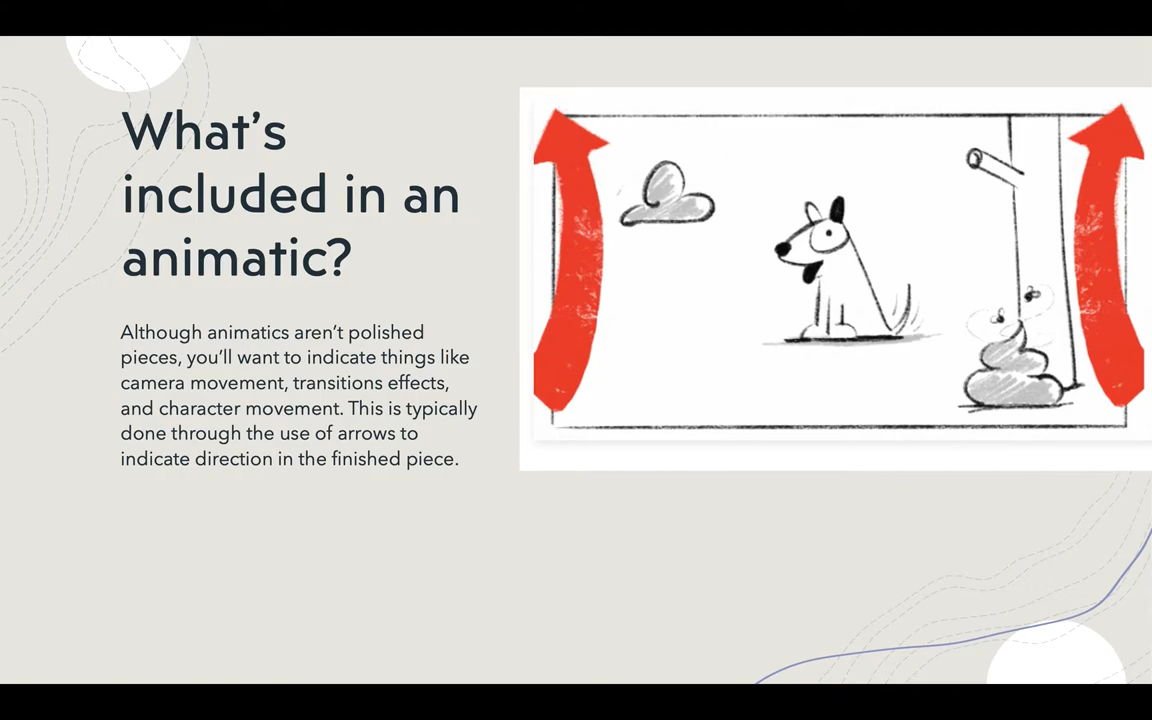 What’s
included in an
animatic?
Although animatics aren’t polished
pieces, you’ll want to indicate things like
camera movement, transitions effects,
and character movement. This is typically
done through the use of arrows to
indicate direction in the finished piece.